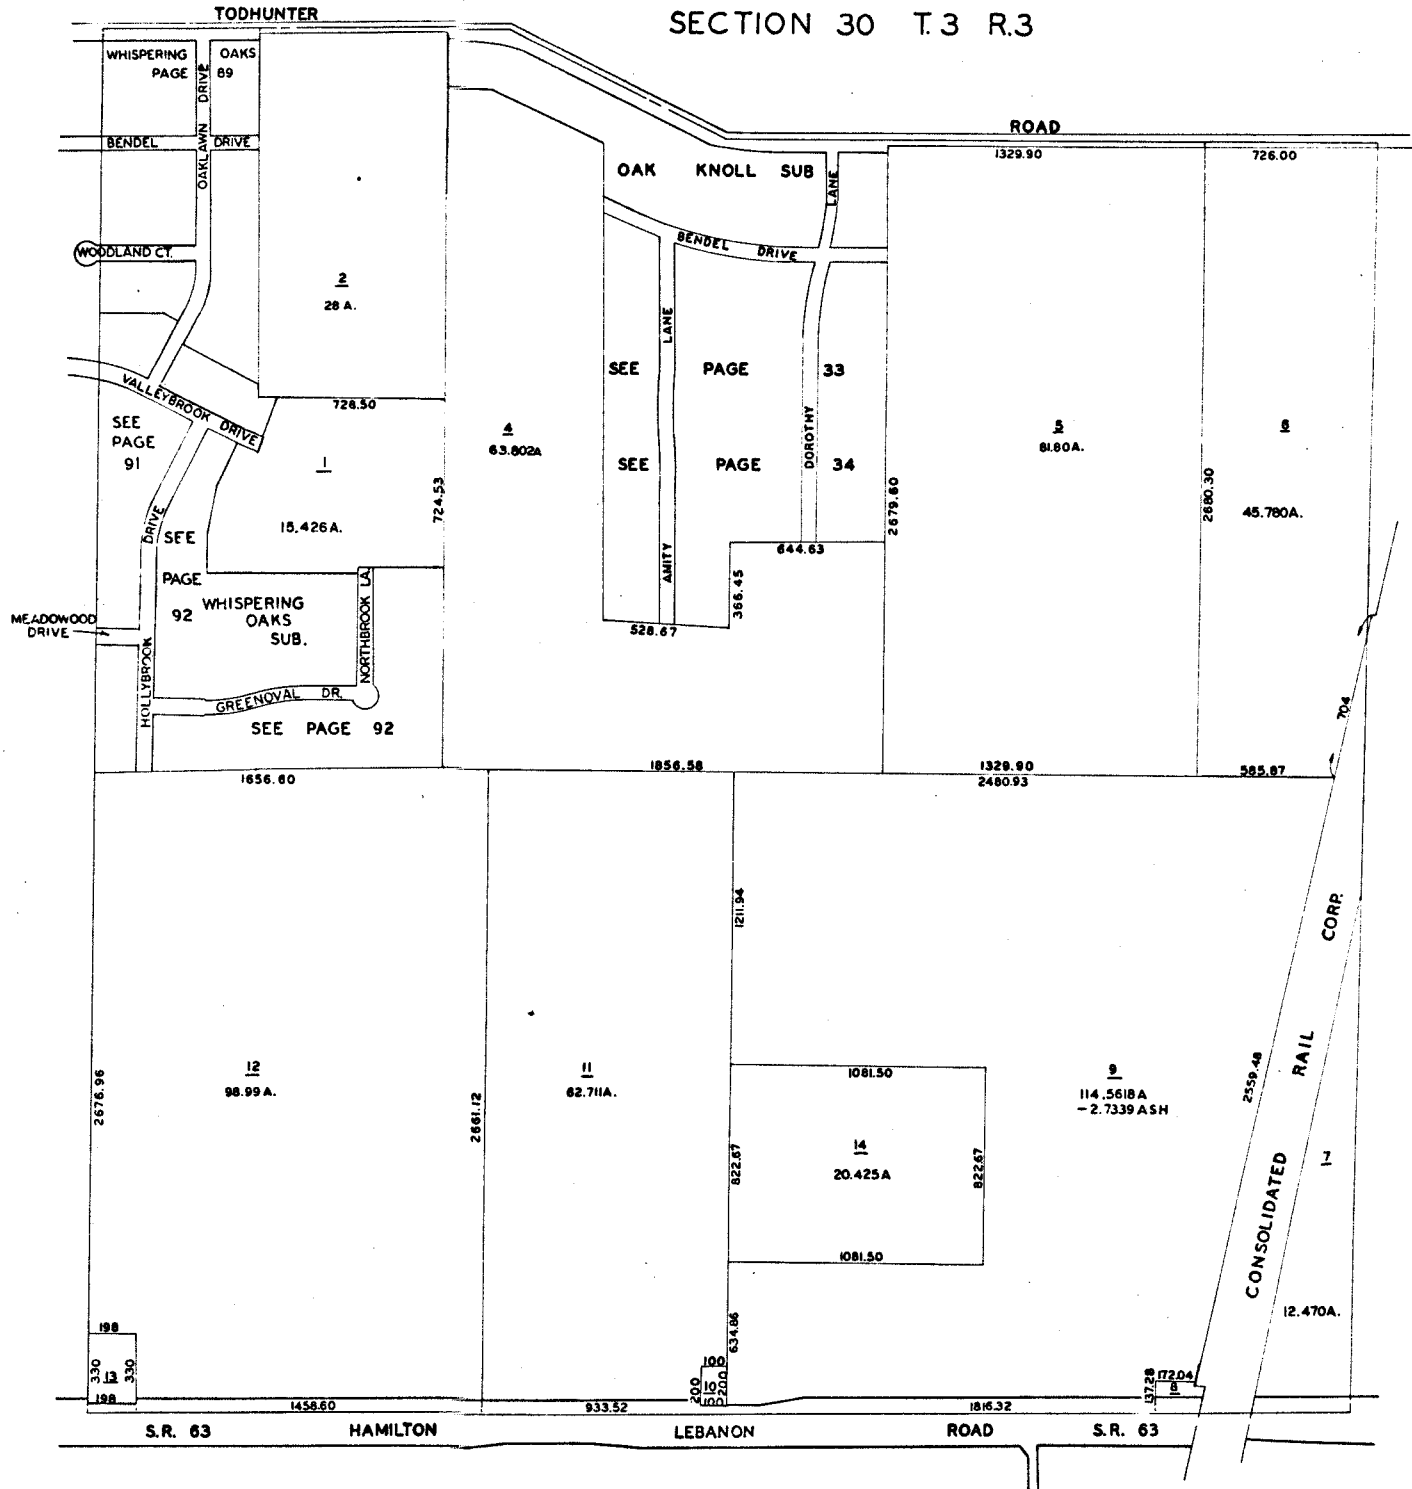 SECTION 30 T.3 R.3
TODHUNTER
ROAD
WHISPERING OAKS
PAGE 89
OAKLAWN DRIVE
BENDEL DRIVE
WOODLAND CT.
OAK KNOLL SUB
LANE
1329.90
726.00
BENDEL DRIVE
2
28 A.
LANE
SEE PAGE 33
VALLEYBROOK DRIVE
728.50
SEE
PAGE
91
4
63.802A
DOROTHY
5
81.80A.
6
SEE PAGE 34
1
15.426A.
724.53
2679.60
2680.30
45.780A.
DRIVE
SEE
PAGE
92
644.63
AMITY
366.45
WHISPERING
OAKS
SUB.
NORTHBROOK LA.
MEADOWOOD
DRIVE
528.67
HOLLYBROOK
GREENOVAL DR.
SEE PAGE 92
704
1656.60
1856.58
1329.90
2480.93
585.87
1211.94
CONSOLIDATED RAIL CORP.
2676.96
12
98.99A.
2661.12
11
62.711A.
1081.50
9
114.5618A
-2.7339 ASH
2559.48
822.67
14
20.425A
822.67
7
1081.50
12.470A.
634.86
198
330
13
330
198
100
200
10
200
100
172.04
137.28
8
1458.60
933.52
1816.32
S.R. 63 HAMILTON LEBANON ROAD S.R. 63